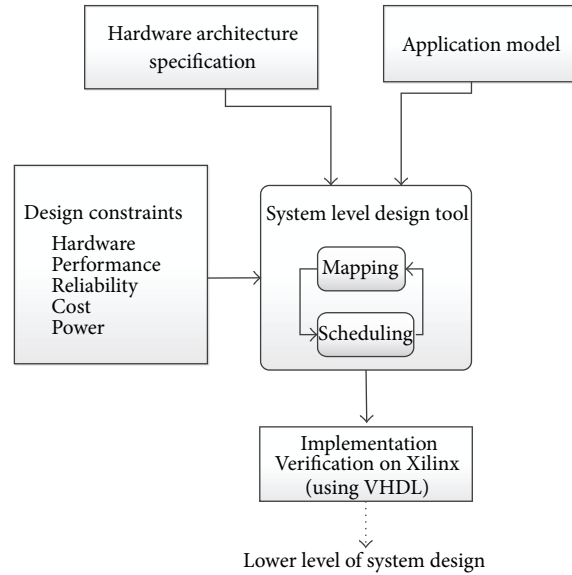 Hardware architecture
specification
Application model
Design constraints
Hardware
Performance
Reliability
Cost
Power
System level design tool
Mapping
Scheduling
Implementation
Verification on Xilinx
(using VHDL)
Lower level of system design